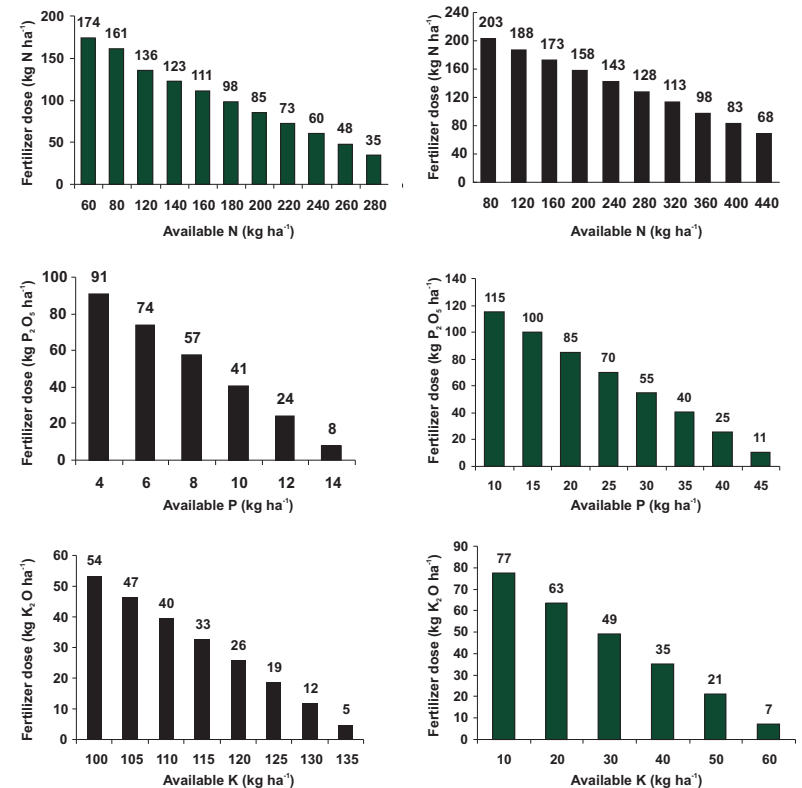 Fertilizer dose (kg N ha⁻¹)
200
150
100
50
0
174 161 136 123 111 98 85 73 60 48 35
60 80 120 140 160 180 200 220 240 260 280
Available N (kg ha⁻¹)
Fertilizer dose (kg N ha⁻¹)
240
200
160
120
80
40
0
203 188 173 158 143 128 113 98 83 68
80 120 160 200 240 280 320 360 400 440
Available N (kg ha⁻¹)
Fertilizer dose (kg P₂O₅ ha⁻¹)
100
80
60
40
20
0
91 74 57 41 24 8
4 6 8 10 12 14
Available P (kg ha⁻¹)
Fertilizer dose (kg P₂O₅ ha⁻¹)
140
120
100
80
60
40
20
0
115 100 85 70 55 40 25 11
10 15 20 25 30 35 40 45
Available P (kg ha⁻¹)
Fertilizer dose (kg K₂O ha⁻¹)
60
50
40
30
20
10
0
54 47 40 33 26 19 12 5
100 105 110 115 120 125 130 135
Available K (kg ha⁻¹)
Fertilizer dose (kg K₂O ha⁻¹)
90
80
70
60
50
40
30
20
10
0
77 63 49 35 21 7
10 20 30 40 50 60
Available K (kg ha⁻¹)